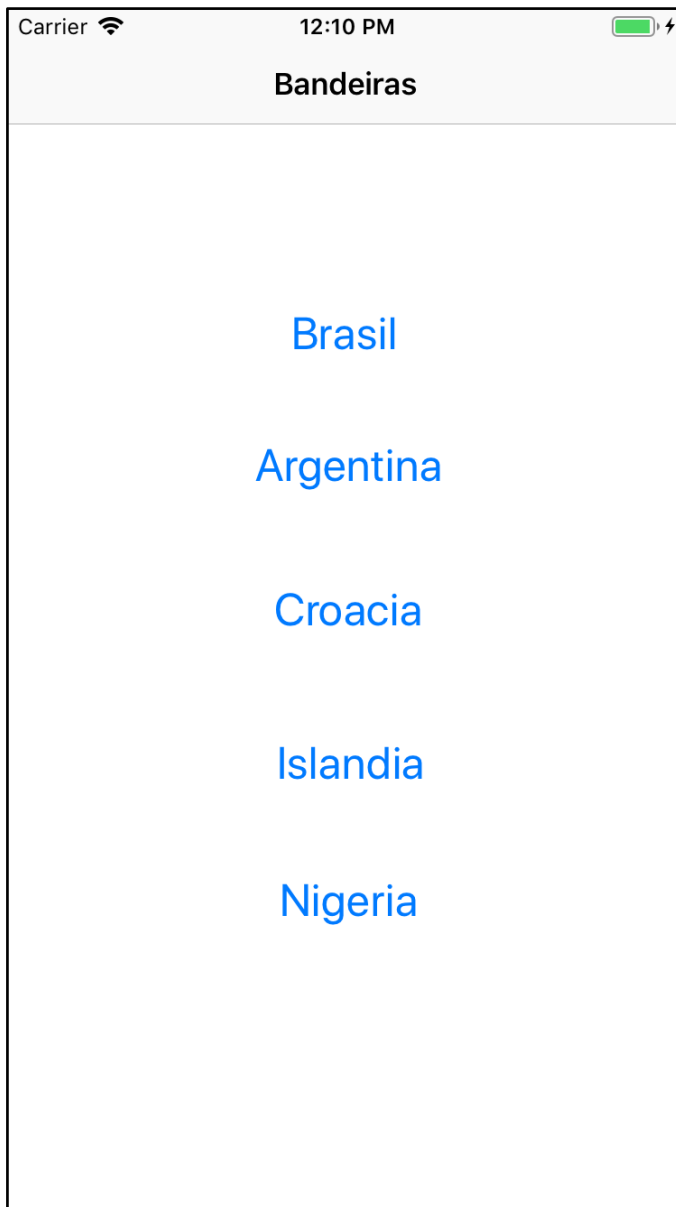 Carrier 12:10 PM
Bandeiras
Brasil
Argentina
Croacia
Islandia
Nigeria